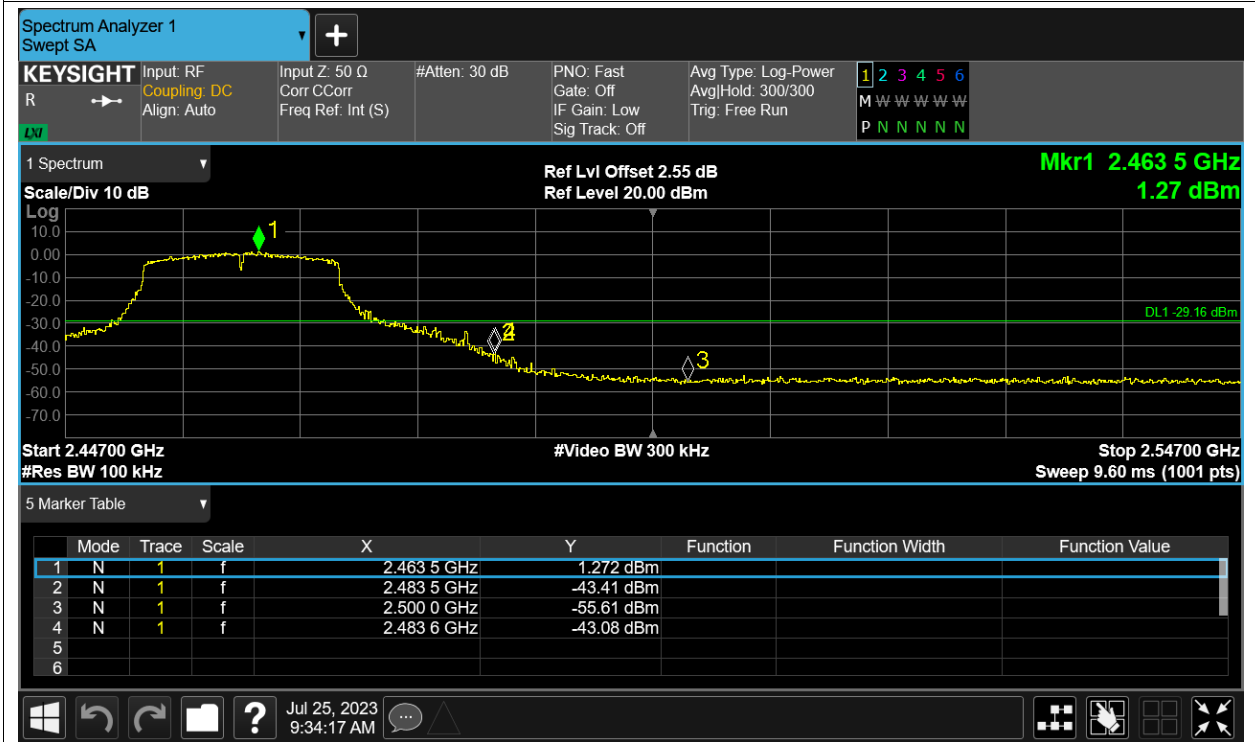 Spectrum Analyzer 1
Swept SA
KEYSIGHT
R
LXI
Input: RF
Coupling: DC
Align: Auto
Input Z: 50 Ω
Corr CCorr
Freq Ref: Int (S)
#Atten: 30 dB
PNO: Fast
Gate: Off
IF Gain: Low
Sig Track: Off
Avg Type: Log-Power
Avg|Hold: 300/300
Trig: Free Run
1 2 3 4 5 6
M W W W W W
P N N N N N
1 Spectrum
Scale/Div 10 dB
Ref Lvl Offset 2.55 dB
Ref Level 20.00 dBm
Mkr1 2.463 5 GHz
1.27 dBm
Log
10.0
0.00
-10.0
-20.0
-30.0
-40.0
-50.0
-60.0
-70.0
1
2
4
3
DL1 -29.16 dBm
Start 2.44700 GHz
#Res BW 100 kHz
#Video BW 300 kHz
Stop 2.54700 GHz
Sweep 9.60 ms (1001 pts)
5 Marker Table
Mode Trace Scale X Y Function Function Width Function Value
1 N 1 f 2.463 5 GHz 1.272 dBm
2 N 1 f 2.483 5 GHz -43.41 dBm
3 N 1 f 2.500 0 GHz -55.61 dBm
4 N 1 f 2.483 6 GHz -43.08 dBm
5
6
?
Jul 25, 2023
9:34:17 AM